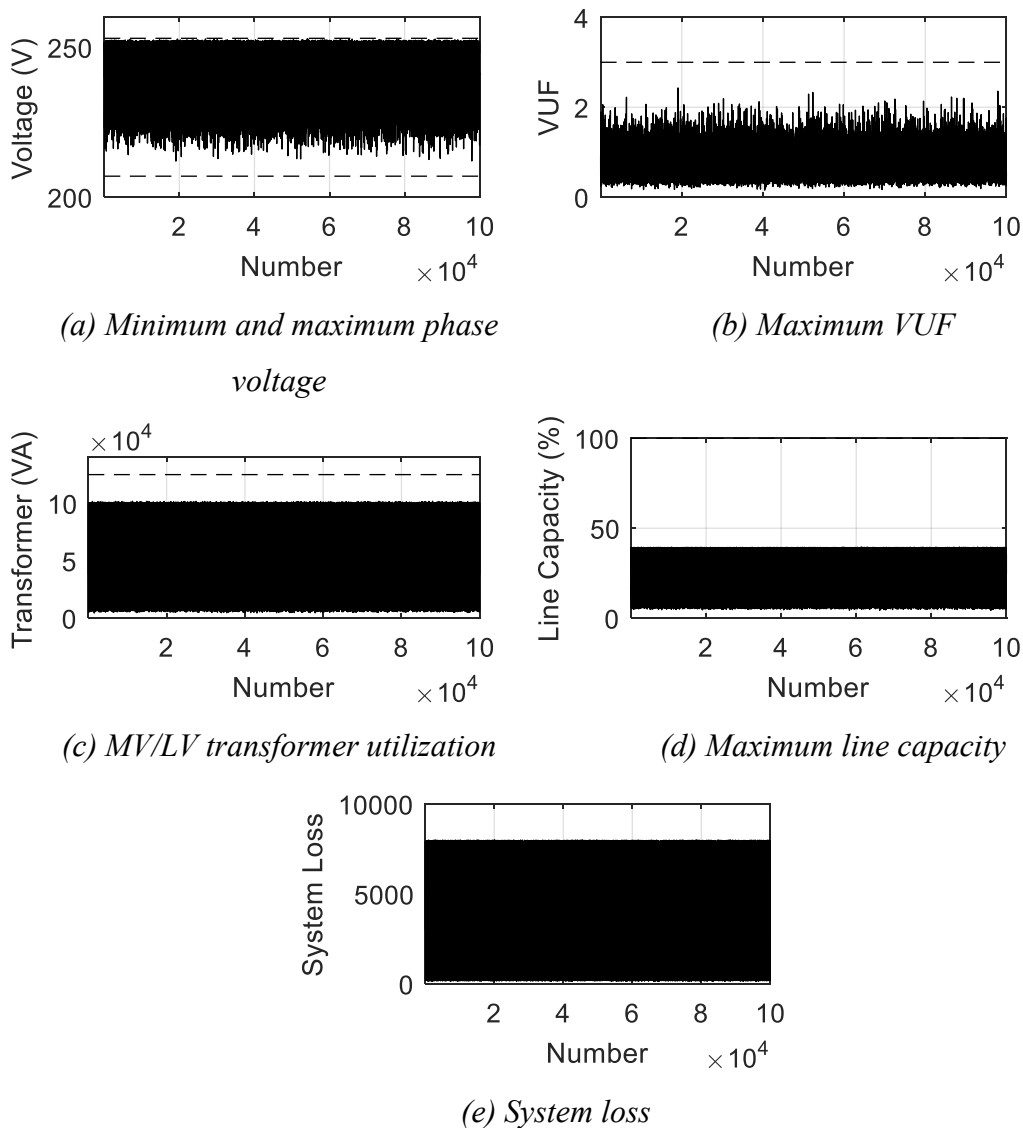 Voltage (V)
250
200
2 4 6 8 10
Number
×10^4
(a) Minimum and maximum phase
voltage
VUF
4
2
0
2 4 6 8 10
Number
×10^4
(b) Maximum VUF
Transformer (VA)
×10^4
10
5
0
2 4 6 8 10
Number
×10^4
(c) MV/LV transformer utilization
Line Capacity (%)
100
50
0
2 4 6 8 10
Number
×10^4
(d) Maximum line capacity
System Loss
10000
5000
0
2 4 6 8 10
Number
×10^4
(e) System loss